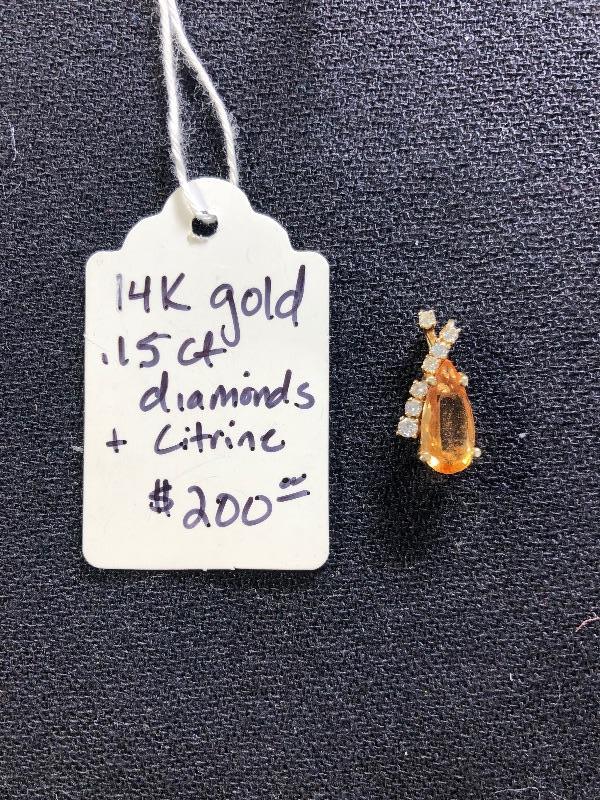 14K gold
.15 ct
diamonds
+ Citrine
$200.00